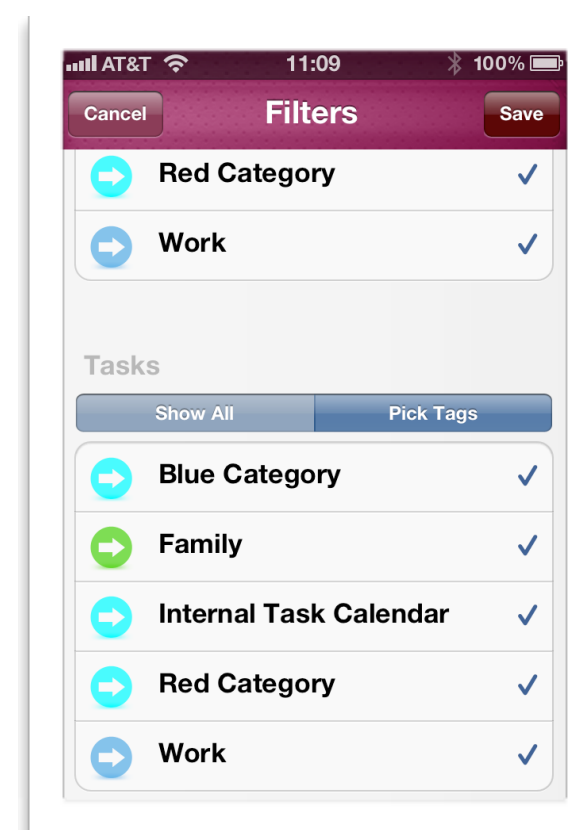 AT&T 11:09 100%
Cancel Filters Save
Red Category
Work
Tasks
Show All Pick Tags
Blue Category
Family
Internal Task Calendar
Red Category
Work